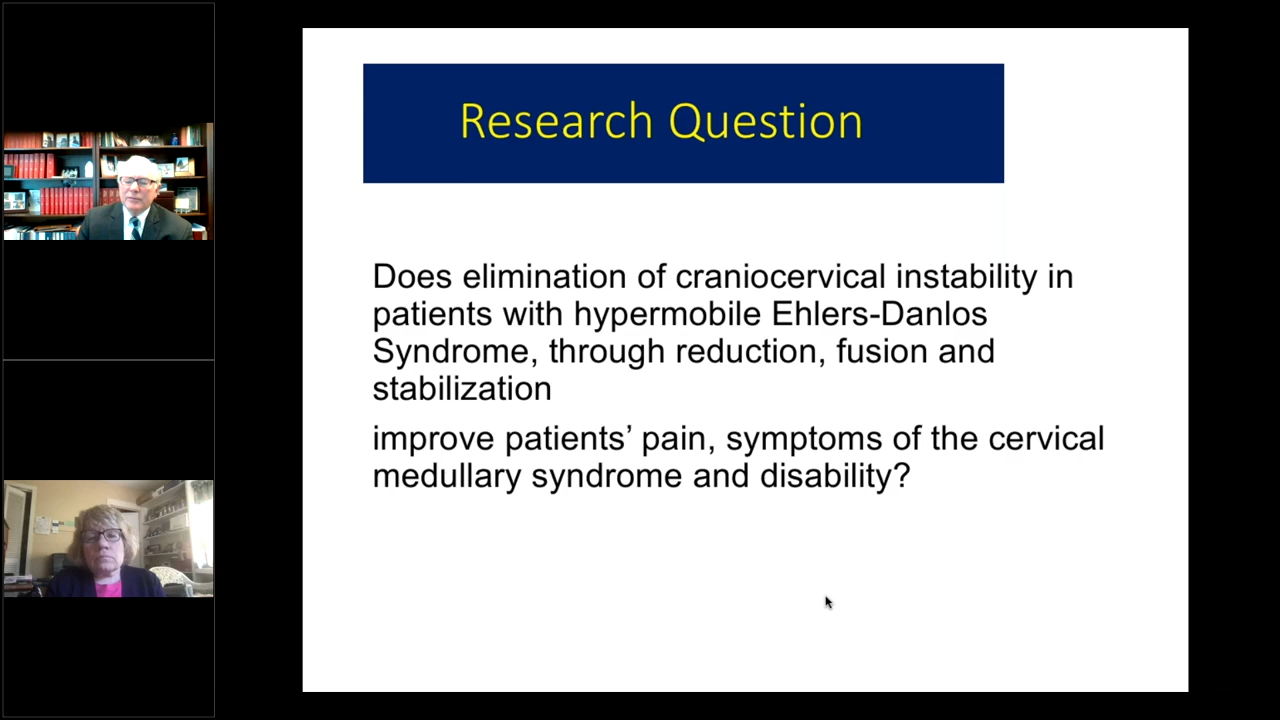 Research Question
Does elimination of craniocervical instability in
patients with hypermobile Ehlers-Danlos
Syndrome, through reduction, fusion and
stabilization
improve patients’ pain, symptoms of the cervical
medullary syndrome and disability?